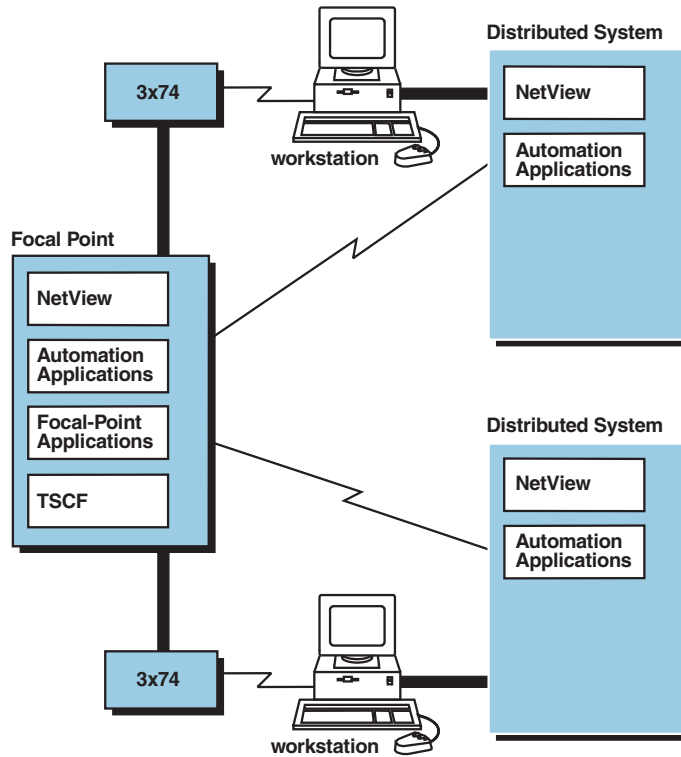 Distributed System
3x74
NetView
workstation
Automation
Applications
Focal Point
NetView
Automation
Applications
Focal-Point
Applications
TSCF
Distributed System
NetView
Automation
Applications
3x74
workstation